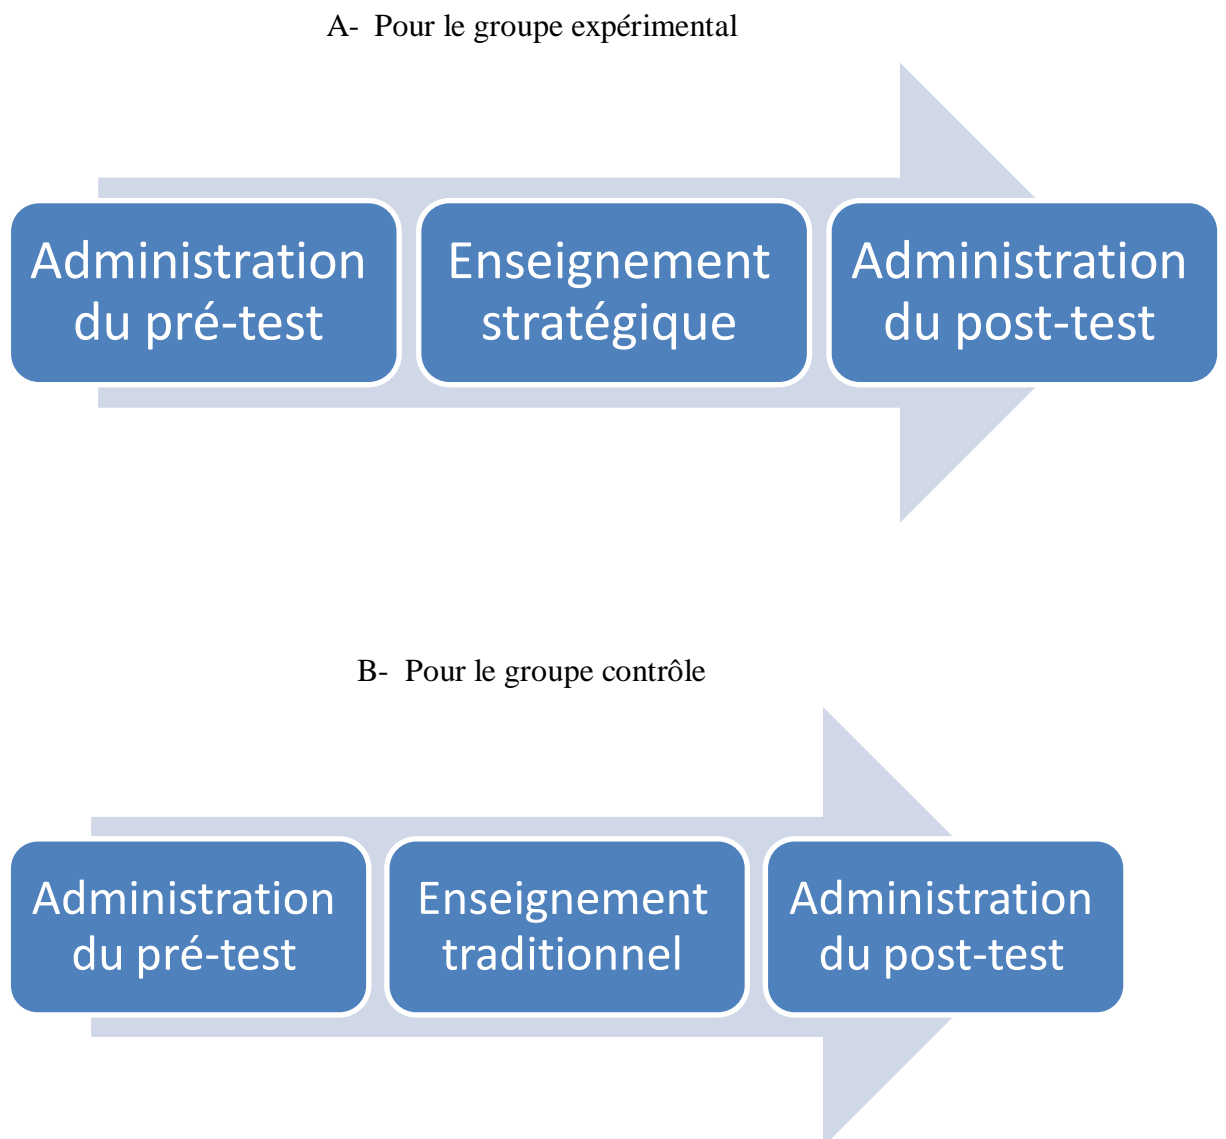 A- Pour le groupe expérimental
Administration
du pré-test
Enseignement
stratégique
Administration
du post-test
B- Pour le groupe contrôle
Administration
du pré-test
Enseignement
traditionnel
Administration
du post-test